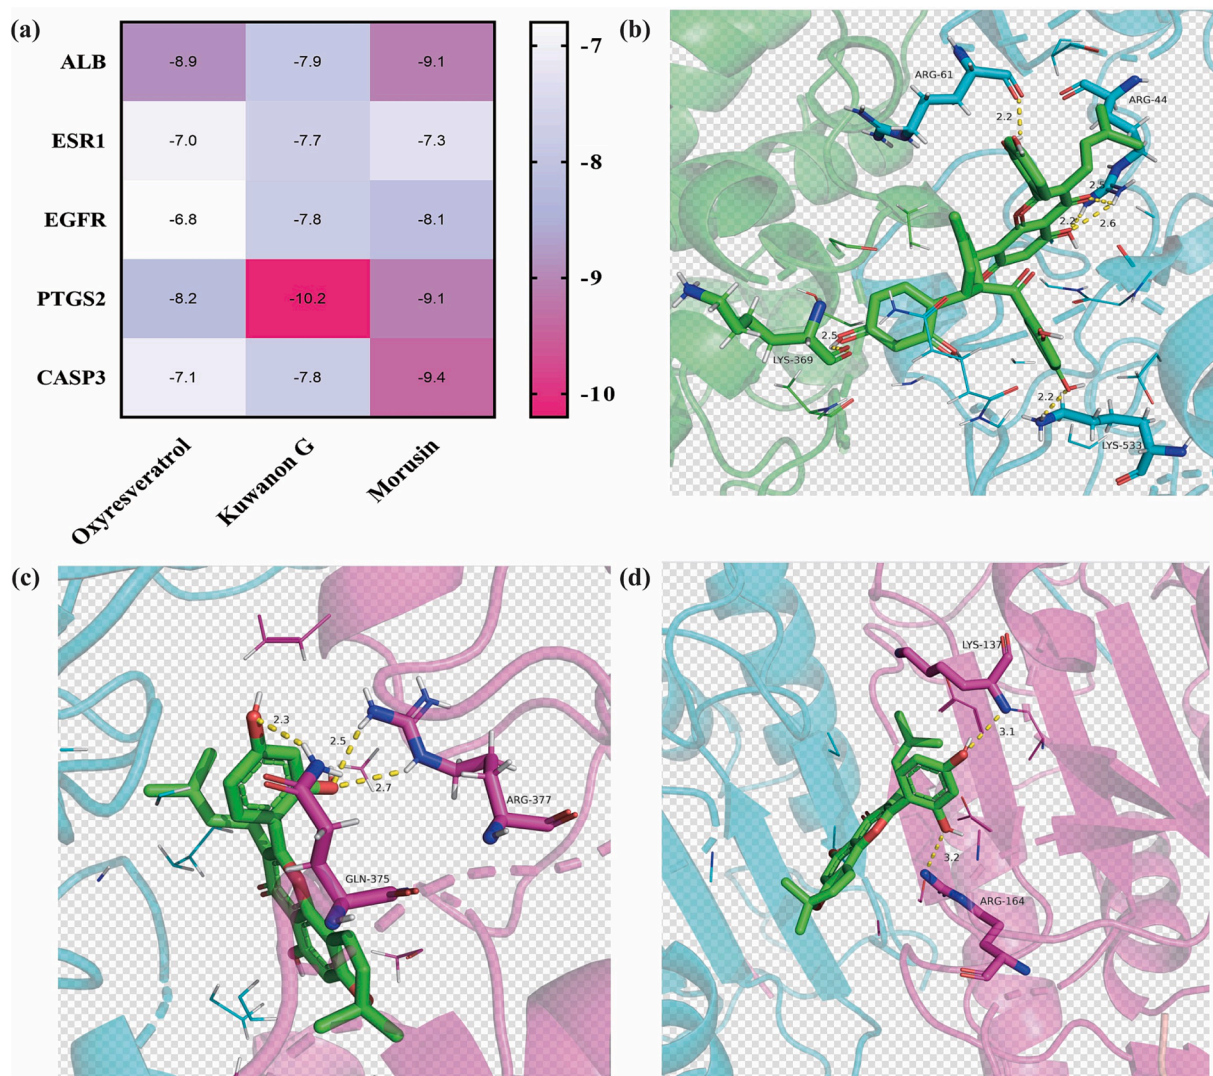 (a)
ALB -8.9 -7.9 -9.1
ESR1 -7.0 -7.7 -7.3
EGFR -6.8 -7.8 -8.1
PTGS2 -8.2 -10.2 -9.1
CASP3 -7.1 -7.8 -9.4
Oxyresveratrol
Kuwanon G
Morusin
-7
-8
-9
-10
(b)
ARG-61
ARG-44
2.2
2.5
2.2
2.6
2.5
LYS-369
2.2
LYS-533
(c)
2.3
2.5
2.7
ARG-377
GLN-375
(d)
LYS-137
3.1
3.2
ARG-164